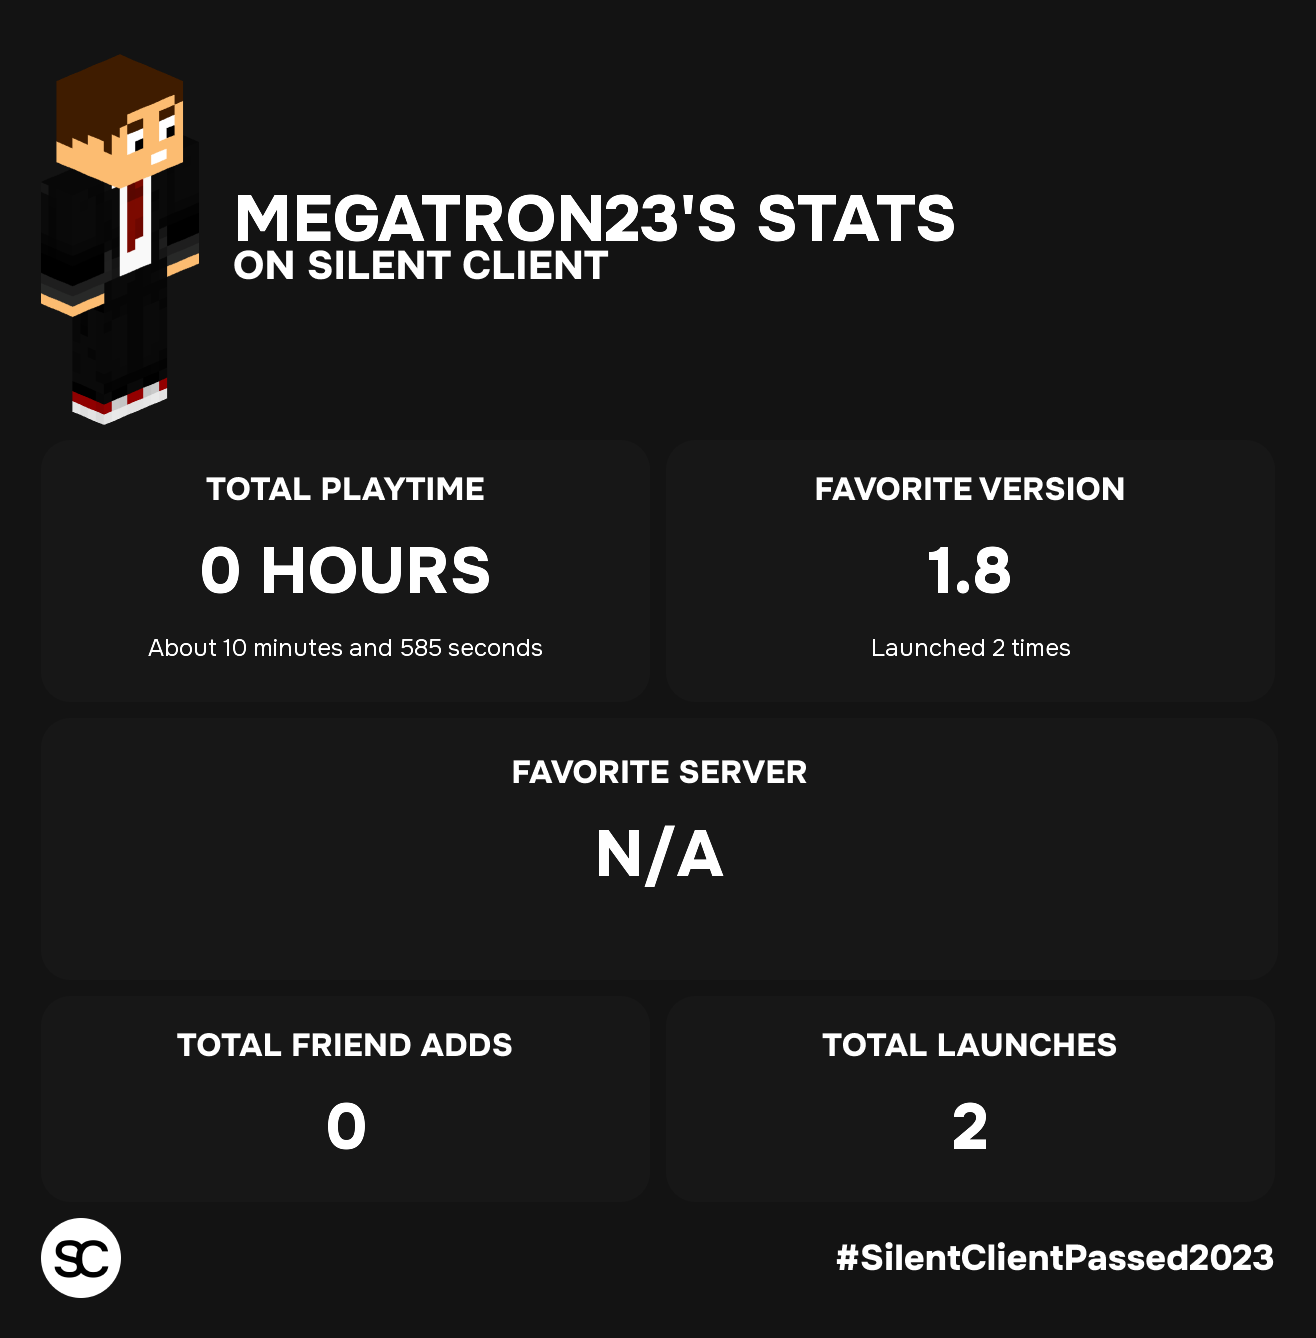 MEGATRON23'S STATS
ON SILENT CLIENT
TOTAL PLAYTIME
0 HOURS
About 10 minutes and 585 seconds
FAVORITE VERSION
1.8
Launched 2 times
FAVORITE SERVER
N/A
TOTAL FRIEND ADDS
0
TOTAL LAUNCHES
2
SC
#SilentClientPassed2023